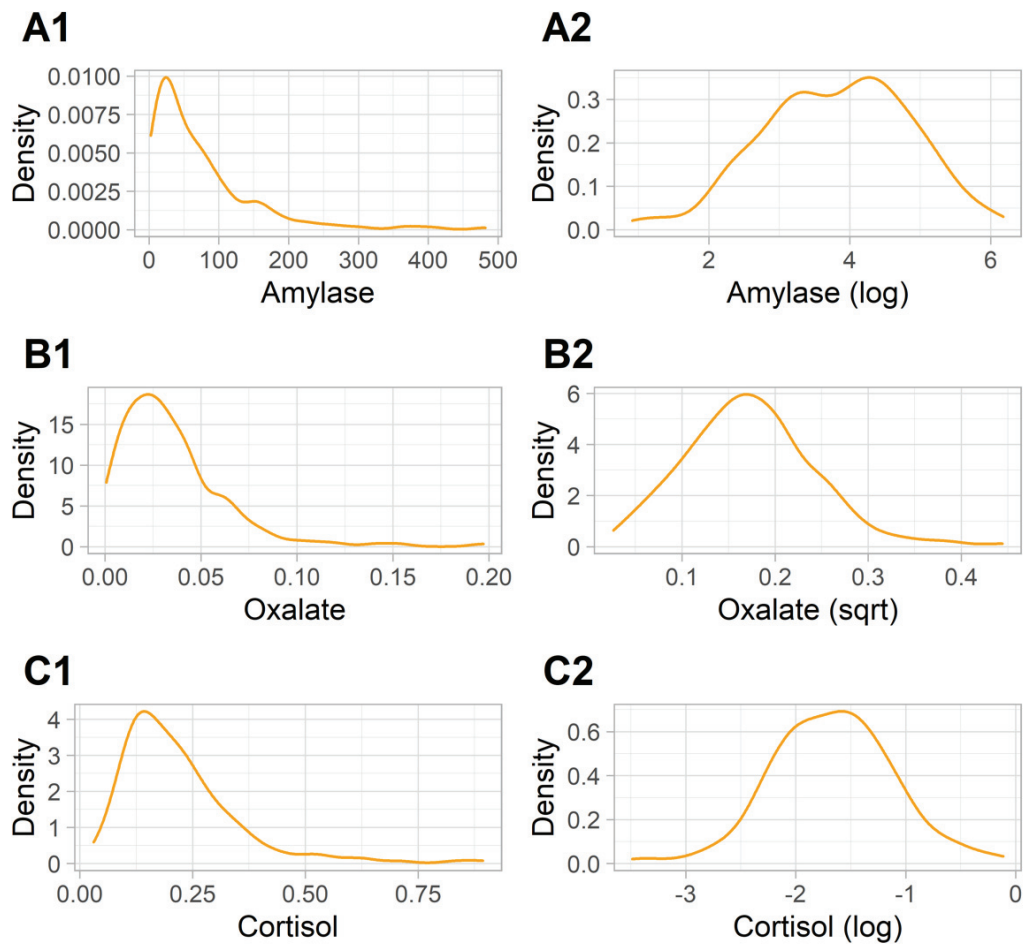 A1
0.0100
0.0075
0.0050
0.0025
0.0000
Density
0 100 200 300 400 500
Amylase
A2
0.3
0.2
0.1
0.0
Density
2 4 6
Amylase (log)
B1
15
10
5
0
Density
0.00 0.05 0.10 0.15 0.20
Oxalate
B2
6
4
2
0
Density
0.1 0.2 0.3 0.4
Oxalate (sqrt)
C1
4
3
2
1
0
Density
0.00 0.25 0.50 0.75
Cortisol
C2
0.6
0.4
0.2
0.0
Density
-3 -2 -1 0
Cortisol (log)